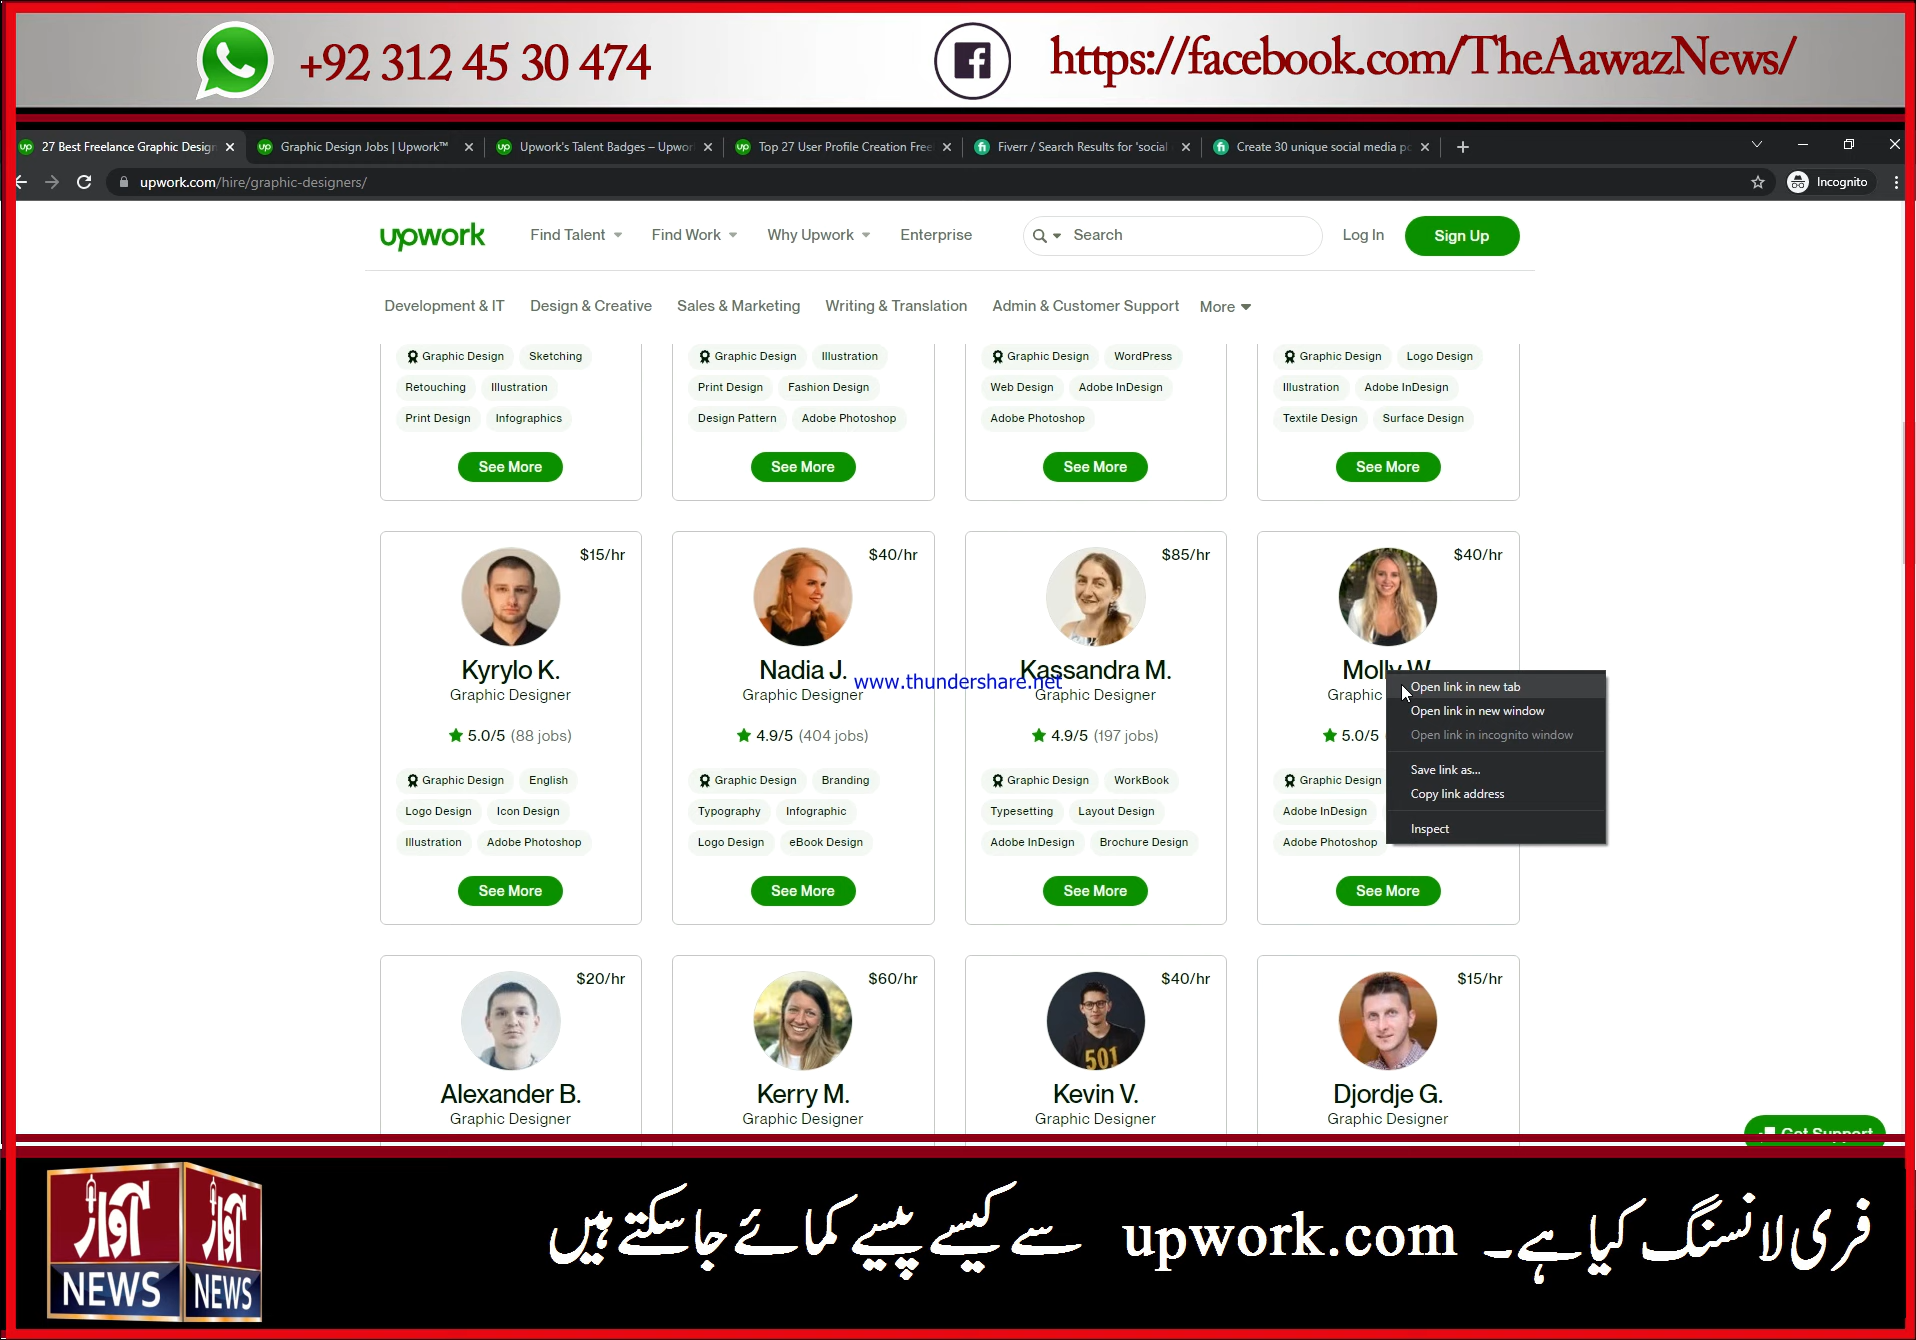 +92 312 45 30 474
https://facebook.com/TheAawazNews/
27 Best Freelance Graphic Design
Graphic Design Jobs | Upwork™
Upwork's Talent Badges – Upwor
Top 27 User Profile Creation Free
Fiverr / Search Results for 'social
Create 30 unique social media po
upwork.com/hire/graphic-designers/
Incognito
upwork
Find Talent
Find Work
Why Upwork
Enterprise
Search
Log In
Sign Up
Development & IT
Design & Creative
Sales & Marketing
Writing & Translation
Admin & Customer Support
More
Graphic Design Sketching
Retouching Illustration
Print Design Infographics
See More
Graphic Design Illustration
Print Design Fashion Design
Design Pattern Adobe Photoshop
See More
Graphic Design WordPress
Web Design Adobe InDesign
Adobe Photoshop
See More
Graphic Design Logo Design
Illustration Adobe InDesign
Textile Design Surface Design
See More
$15/hr
Kyrylo K.
Graphic Designer
5.0/5 (88 jobs)
Graphic Design English
Logo Design Icon Design
Illustration Adobe Photoshop
See More
$40/hr
Nadia J.
Graphic Designer
4.9/5 (404 jobs)
Graphic Design Branding
Typography Infographic
Logo Design eBook Design
See More
www.thundershare.net
$85/hr
Kassandra M.
Graphic Designer
4.9/5 (197 jobs)
Graphic Design WorkBook
Typesetting Layout Design
Adobe InDesign Brochure Design
See More
$40/hr
Molly W.
Graphic
5.0/5
Graphic Design
Adobe InDesign
Adobe Photoshop
See More
Open link in new tab
Open link in new window
Open link in incognito window
Save link as...
Copy link address
Inspect
$20/hr
Alexander B.
Graphic Designer
$60/hr
Kerry M.
Graphic Designer
$40/hr
501
Kevin V.
Graphic Designer
$15/hr
Djordje G.
Graphic Designer
Get Support
آواز
NEWS
آواز
NEWS
فری لانسنگ کیا ہے۔ upwork.com سے کیسے پیسے کمائے جاسکتے ہیں